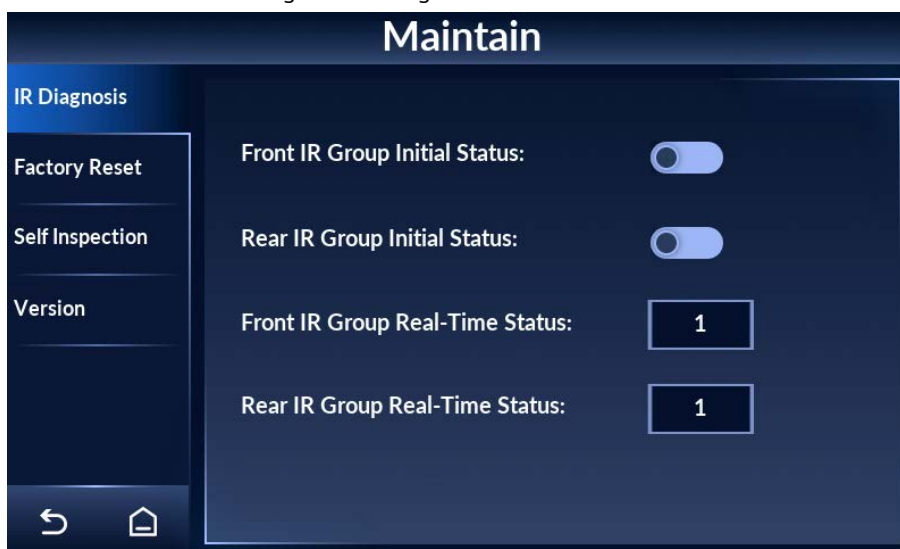 Maintain
IR Diagnosis
Factory Reset
Self Inspection
Version
Front IR Group Initial Status:
Rear IR Group Initial Status:
Front IR Group Real-Time Status: 1
Rear IR Group Real-Time Status: 1